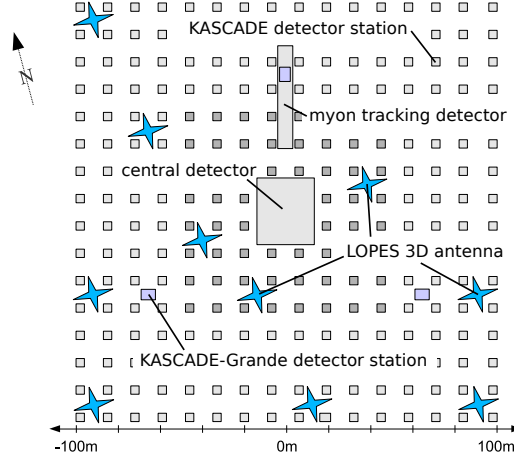 KASCADE detector station
N
myon tracking detector
central detector
LOPES 3D antenna
KASCADE-Grande detector station
-100m 0m 100m